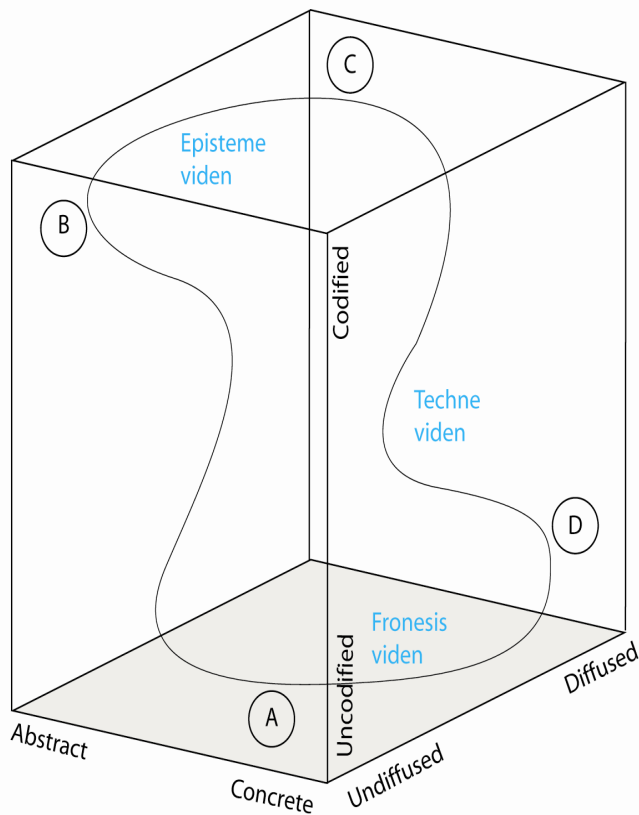 C
Episteme
viden
B
Codified
Techne
viden
D
Fronesis
viden
Uncodified
A
Diffused
Abstract
Undiffused
Concrete